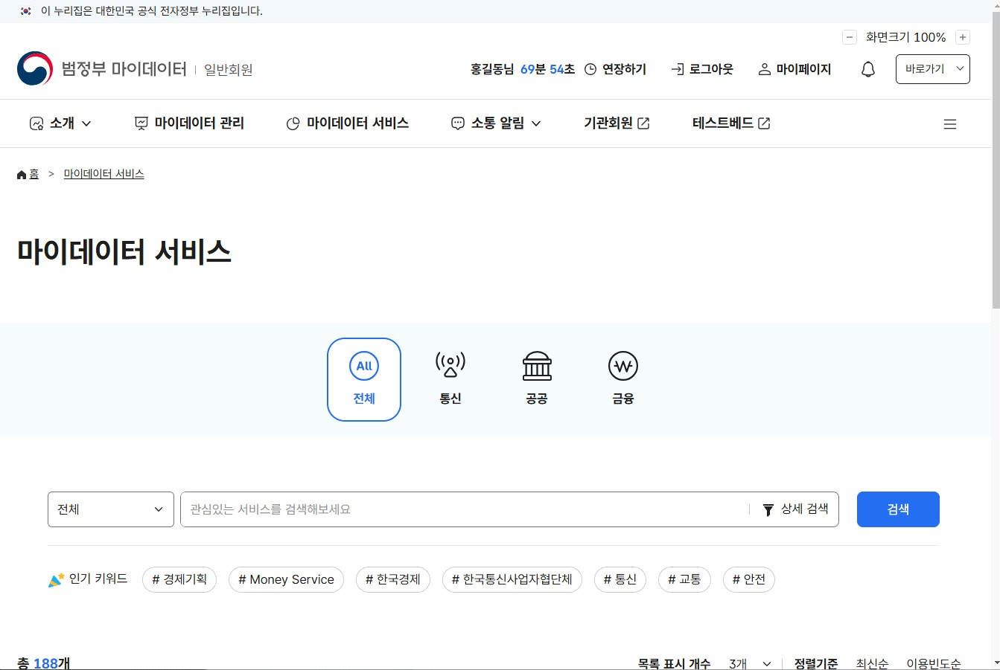 이 누리집은 대한민국 공식 전자정부 누리집입니다.
화면크기 100%
범정부 마이데이터 일반회원
홍길동님 69분 54초 연장하기 로그아웃 마이페이지 바로가기
소개 마이데이터 관리 마이데이터 서비스 소통 알림 기관회원 테스트베드
홈 > 마이데이터 서비스
마이데이터 서비스
All
전체 통신 공공 금융
전체 관심있는 서비스를 검색해보세요 상세 검색 검색
인기 키워드 # 경제기획 # Money Service # 한국경제 # 한국통신사업자협단체 # 통신 # 교통 # 안전
총 188개 목록 표시 개수 3개 정렬기준 최신순 이용빈도순